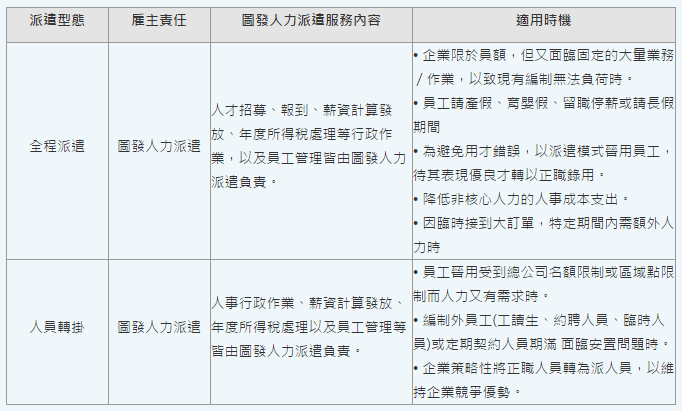 派遣型態
雇主責任
圖發人力派遣服務內容
適用時機
全程派遣
圖發人力派遣
人才招募、報到、薪資計算發
放、年度所得稅處理等行政作
業，以及員工管理皆由圖發人力
派遣負責。
• 企業限於員額，但又面臨固定的大量業務
／作業，以致現有編制無法負荷時。
• 員工請產假、育嬰假、留職停薪或請長假
期間
• 為避免用才錯誤，以派遣模式晉用員工，
待其表現優良才轉以正職錄用。
• 降低非核心人力的人事成本支出。
• 因臨時接到大訂單，特定期間內需額外人
力時
人員轉掛
圖發人力派遣
人事行政作業、薪資計算發放、
年度所得稅處理以及員工管理等
皆由圖發人力派遣負責。
• 員工晉用受到總公司名額限制或區域點限
制而人力又有需求時。
• 編制外員工(工讀生、約聘人員、臨時人
員)或定期契約人員期滿 面臨安置問題時。
• 企業策略性將正職人員轉為派人員，以維
持企業競爭優勢。